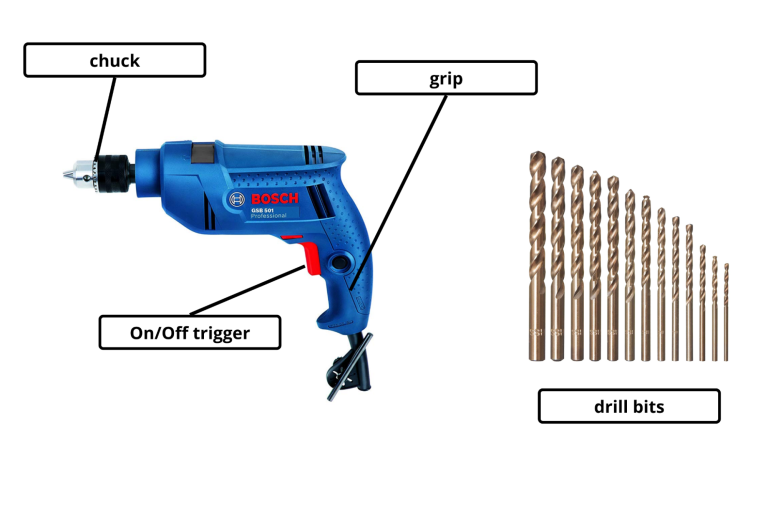 chuck
grip
BOSCH
GSB 501
Professional
On/Off trigger
drill bits